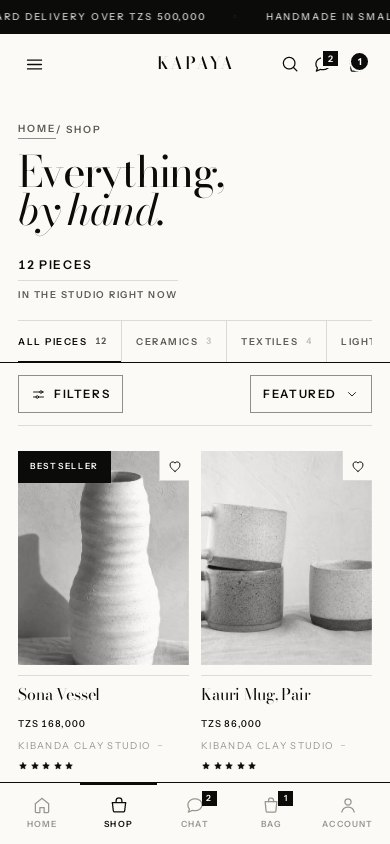 ARD DELIVERY OVER TZS 500,000 HANDMADE IN SMAL
KAPAYA
2
1
HOME / SHOP
Everything,
by hand.
12 PIECES
IN THE STUDIO RIGHT NOW
ALL PIECES 12 CERAMICS 3 TEXTILES 4 LIGHT
FILTERS FEATURED
BESTSELLER
Sona Vessel
TZS 168,000
KIBANDA CLAY STUDIO –
★★★★★
Kauri Mug, Pair
TZS 86,000
KIBANDA CLAY STUDIO –
★★★★★
2 1
HOME SHOP CHAT BAG ACCOUNT